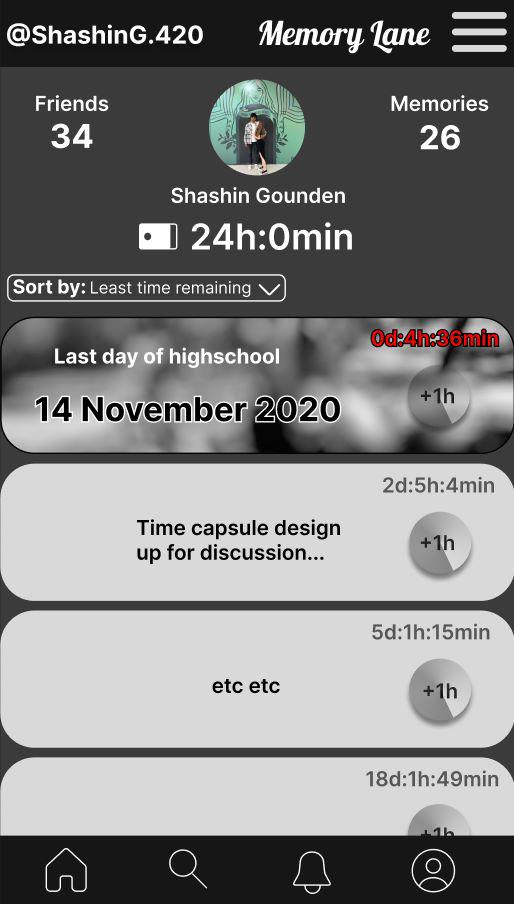 @ShashinG.420
Memory Lane
Friends
34
Memories
26
Shashin Gounden
24h:0min
Sort by: Least time remaining
0d:4h:36min
Last day of highschool
14 November 2020
+1h
2d:5h:4min
Time capsule design
up for discussion...
+1h
5d:1h:15min
etc etc
+1h
18d:1h:49min
+1h